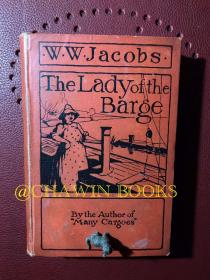 W·W·Jacobs
The Lady of the
Barge
@CHAWIN BOOKS
By the Author of
"Many Cargoes"